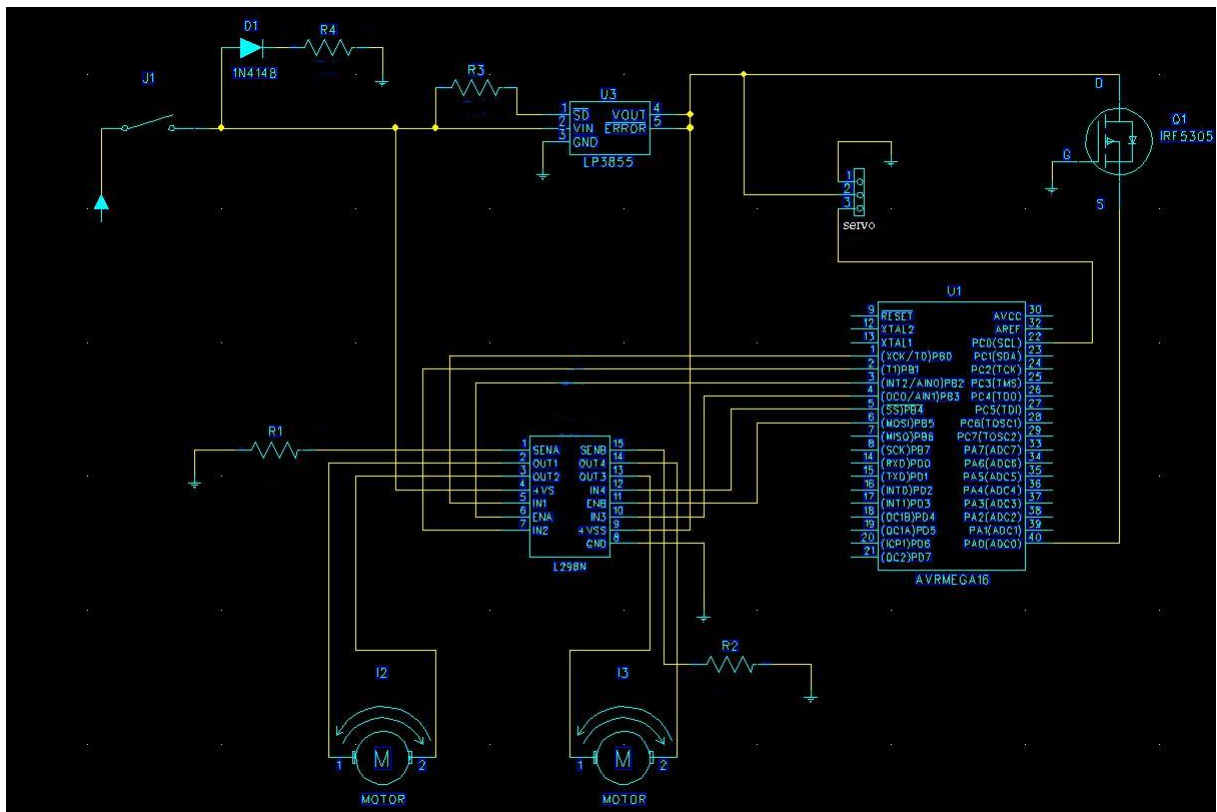 D1
R4
1N4148
J1
R3
U3
1 SD VOUT 4
2 VIN ERROR 5
3 GND
LP3855
D
Q1
IRF5305
G
S
1
2
3
servo
U1
9 RESET AVCC 30
12 XTAL2 AREF 32
13 XTAL1 PC0(SCL) 22
1 (XCK/T0)PB0 PC1(SDA) 23
2 (T1)PB1 PC2(TCK) 24
3 (INT2/AIN0)PB2 PC3(TMS) 25
4 (OC0/AIN1)PB3 PC4(TDO) 26
5 (SS)PB4 PC5(TDI) 27
6 (MOSI)PB5 PC6(TOSC1) 28
7 (MISO)PB6 PC7(TOSC2) 29
8 (SCK)PB7 PA7(ADC7) 33
14 (RXD)PD0 PA6(ADC6) 34
15 (TXD)PD1 PA5(ADC5) 35
16 (INT0)PD2 PA4(ADC4) 36
17 (INT1)PD3 PA3(ADC3) 37
18 (OC1B)PD4 PA2(ADC2) 38
19 (OC1A)PD5 PA1(ADC1) 39
20 (ICP1)PD6 PA0(ADC0) 40
21 (OC2)PD7
AVRMEGA16
R1
1 SENA SENB 15
2 OUT1 OUT4 14
3 OUT2 OUT3 13
4 +VS IN4 12
5 IN1 ENB 11
6 ENA IN3 10
7 IN2 +VSS 9
GND 8
L298N
R2
I2
I3
1 M 2
1 M 2
MOTOR
MOTOR